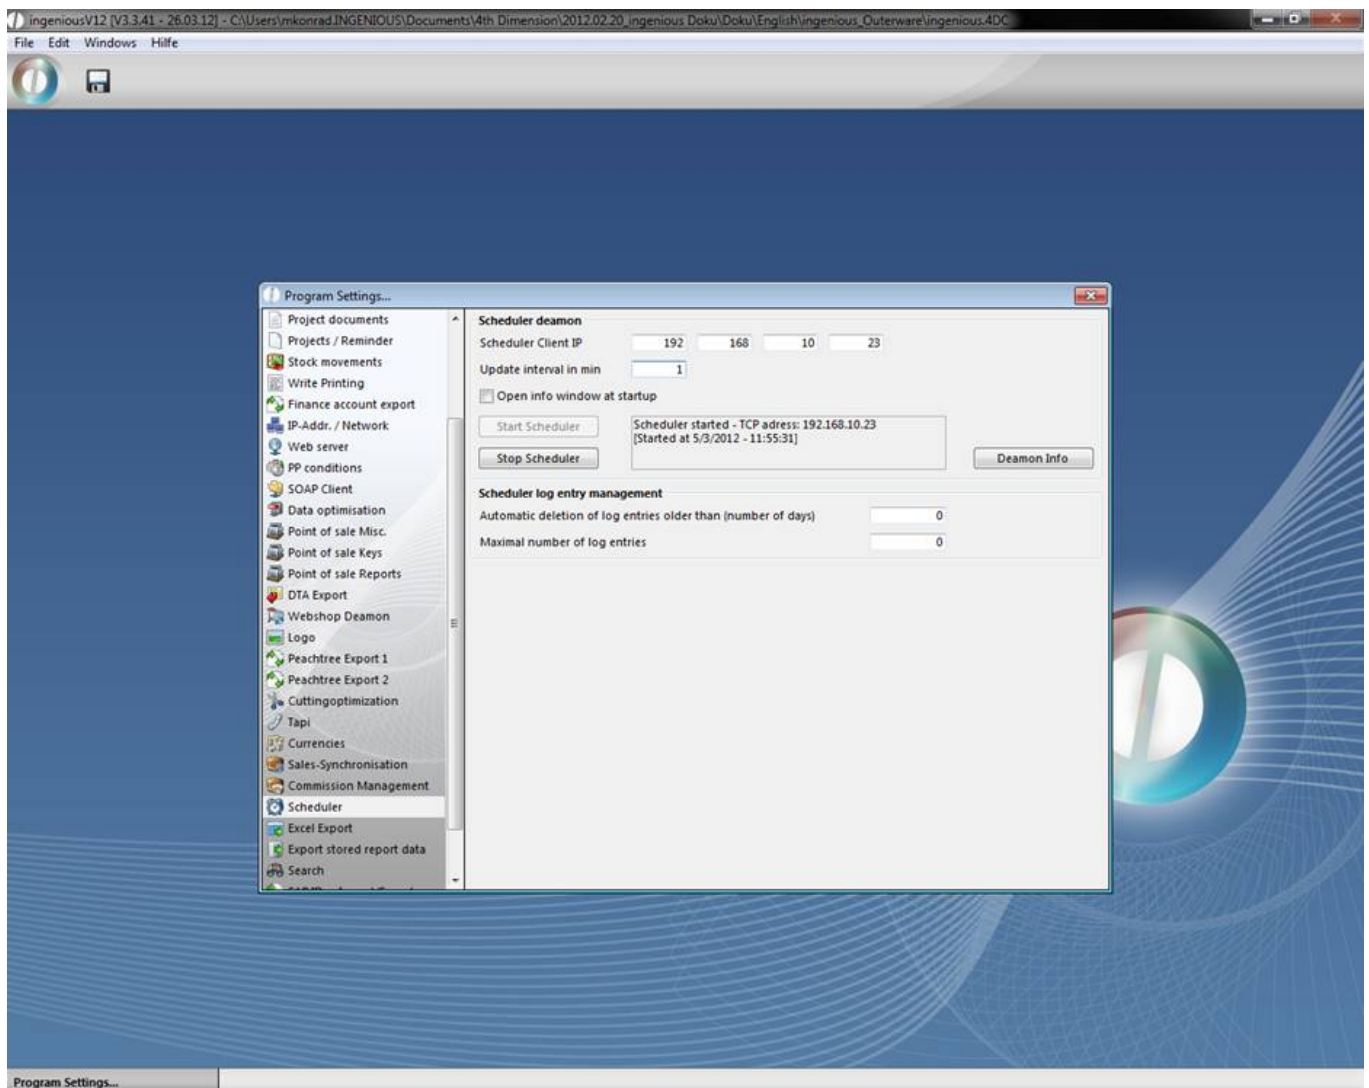 ingeniousV12 [V3.3.41 - 26.03.12] - C:\Users\mkonrad.INGENIOUS\Documents\4th Dimension\2012.02.20_ingenious Doku\Doku\English\ingenious_Outerware\ingenious.4DC
File Edit Windows Hilfe
Program Settings...
Project documents
Projects / Reminder
Stock movements
Write Printing
Finance account export
IP-Addr. / Network
Web server
PP conditions
SOAP Client
Data optimisation
Point of sale Misc.
Point of sale Keys
Point of sale Reports
DTA Export
Webshop Deamon
Logo
Peachtree Export 1
Peachtree Export 2
Cuttingoptimization
Tapi
Currencies
Sales-Synchronisation
Commission Management
Scheduler
Excel Export
Export stored report data
Search
Scheduler deamon
Scheduler Client IP 192 168 10 23
Update interval in min 1
Open info window at startup
Start Scheduler
Scheduler started - TCP adress: 192.168.10.23
[Started at 5/3/2012 - 11:55:31]
Stop Scheduler
Deamon Info
Scheduler log entry management
Automatic deletion of log entries older than (number of days) 0
Maximal number of log entries 0
Program Settings...